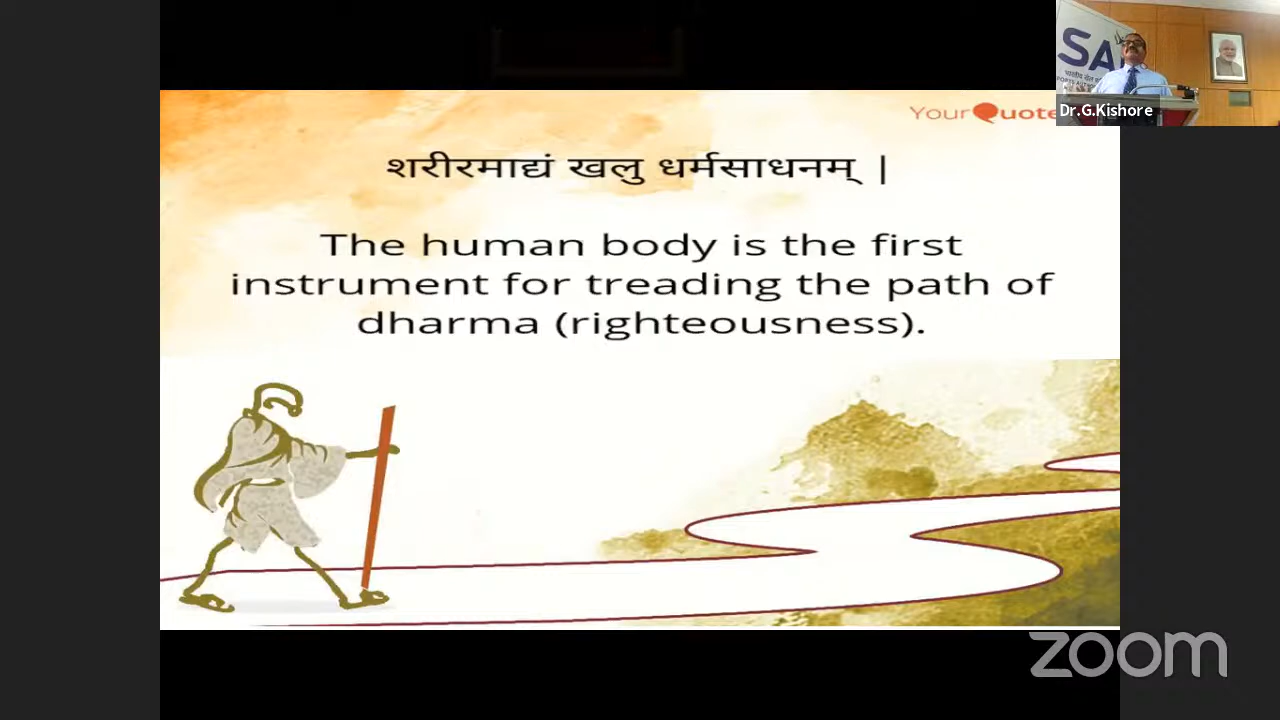 YourQuote
शरीरमाद्यं खलु धर्मसाधनम् |
The human body is the first
instrument for treading the path of
dharma (righteousness).
SA
Dr.G.Kishore
zoom